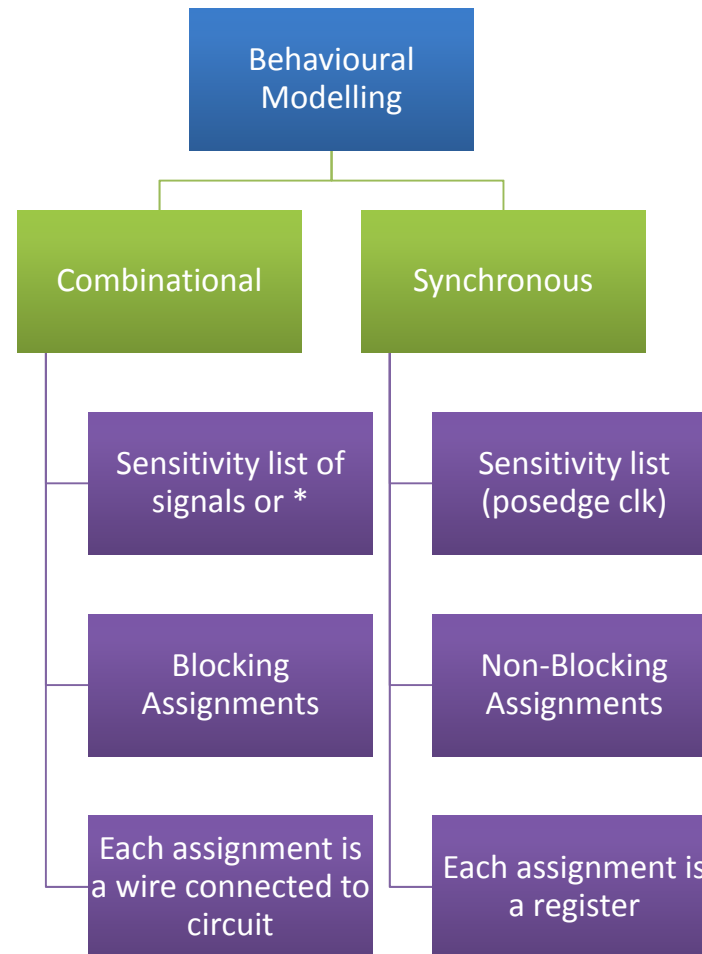 Behavioural
Modelling
Combinational
Sensitivity list of
signals or *
Blocking
Assignments
Each assignment is
a wire connected to
circuit
Synchronous
Sensitivity list
(posedge clk)
Non-Blocking
Assignments
Each assignment is
a register